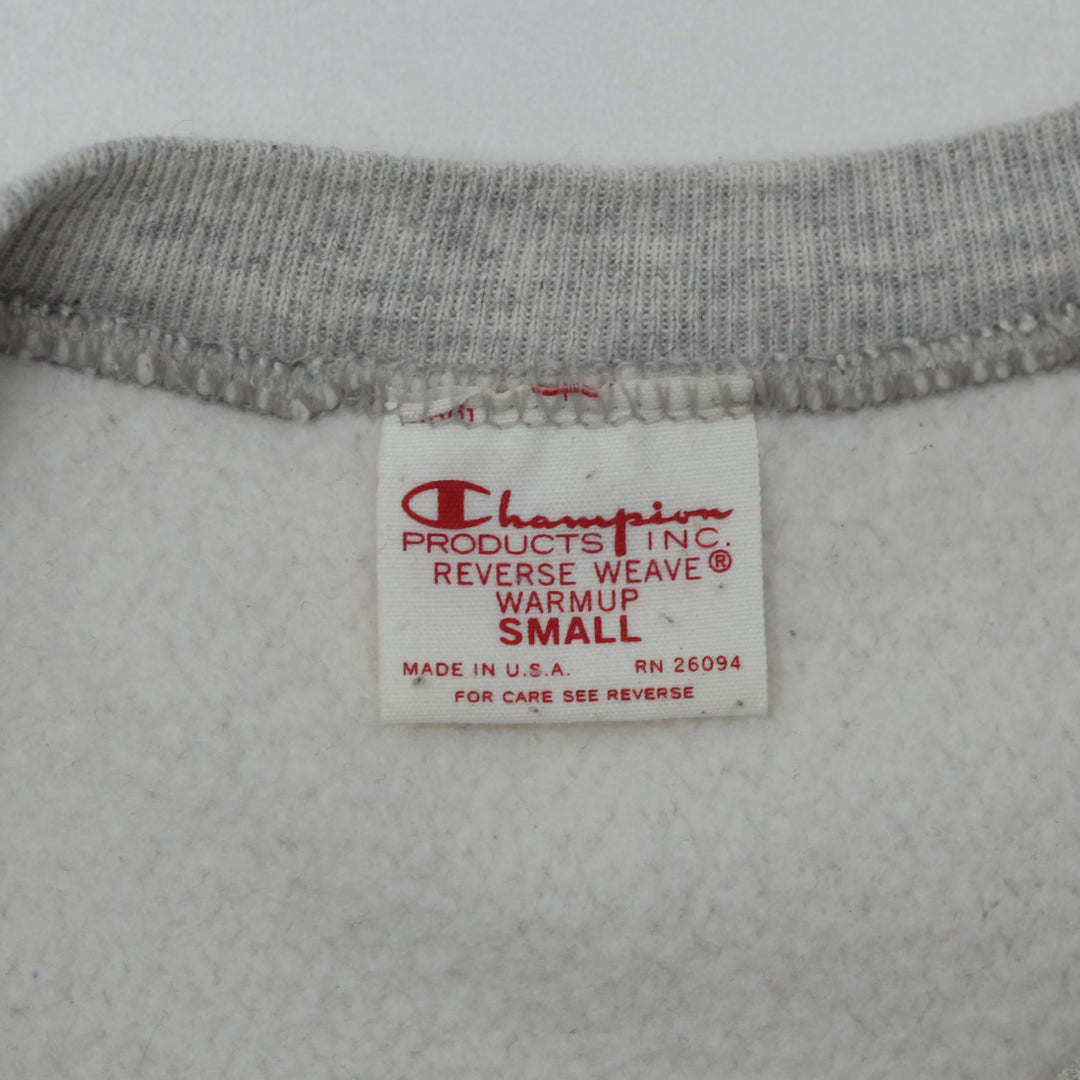 Champion
PRODUCTS INC.
REVERSE WEAVE®
WARMUP
SMALL
MADE IN U.S.A. RN 26094
FOR CARE SEE REVERSE